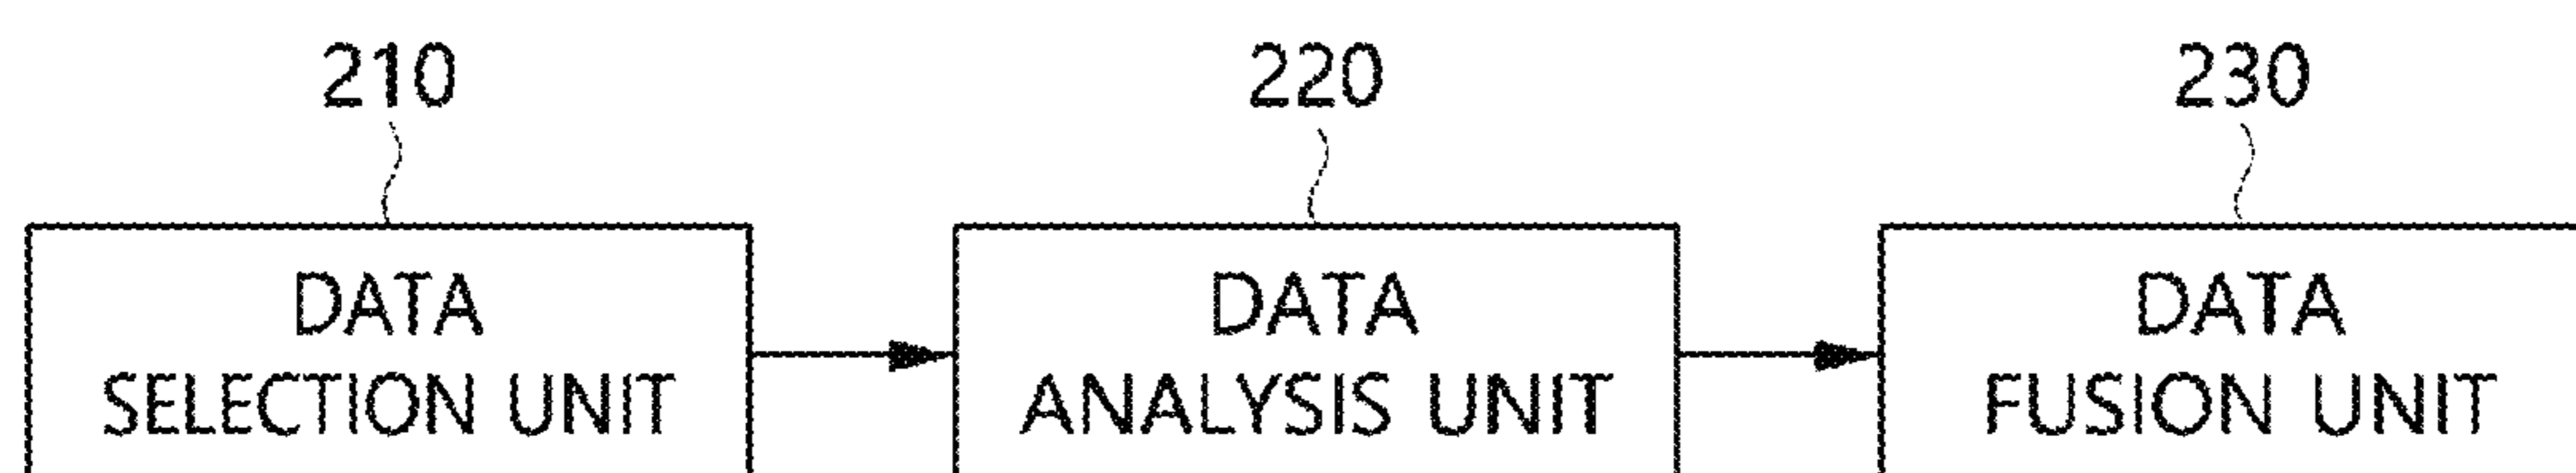 210
220
230
DATA
SELECTION UNIT
DATA
ANALYSIS UNIT
DATA
FUSION UNIT